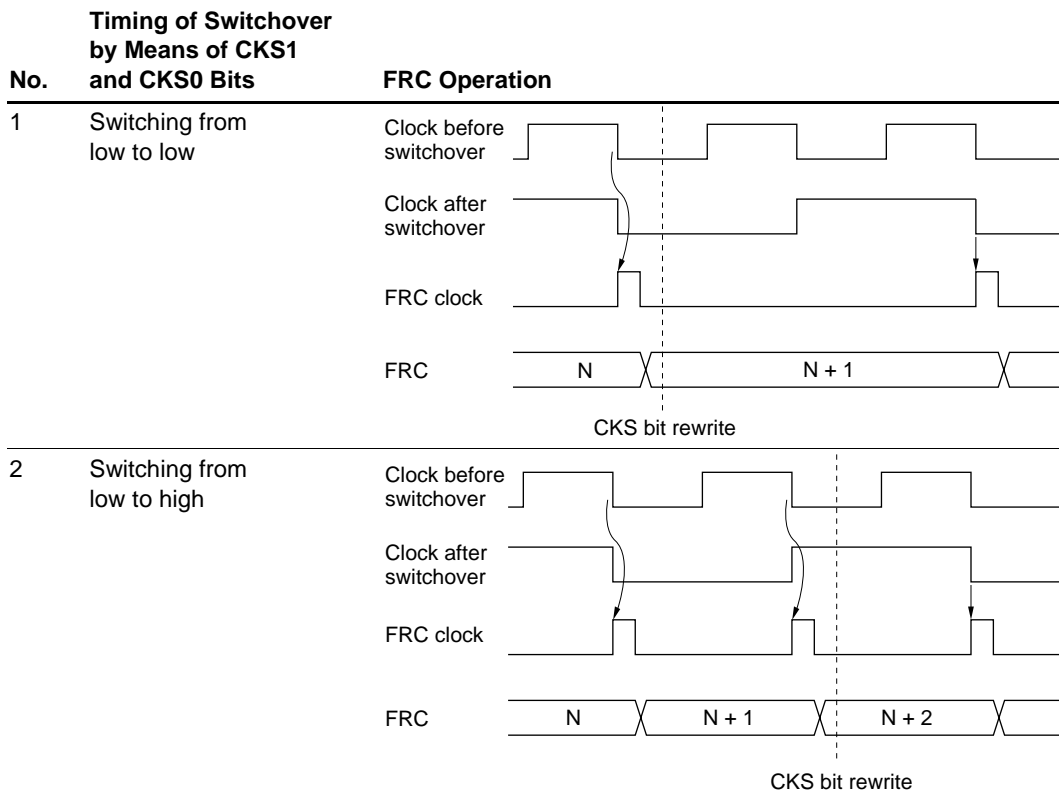 Timing of Switchover
by Means of CKS1
No. and CKS0 Bits FRC Operation
1 Switching from
low to low
Clock before
switchover
Clock after
switchover
FRC clock
FRC N N + 1
CKS bit rewrite
2 Switching from
low to high
Clock before
switchover
Clock after
switchover
FRC clock
FRC N N + 1 N + 2
CKS bit rewrite